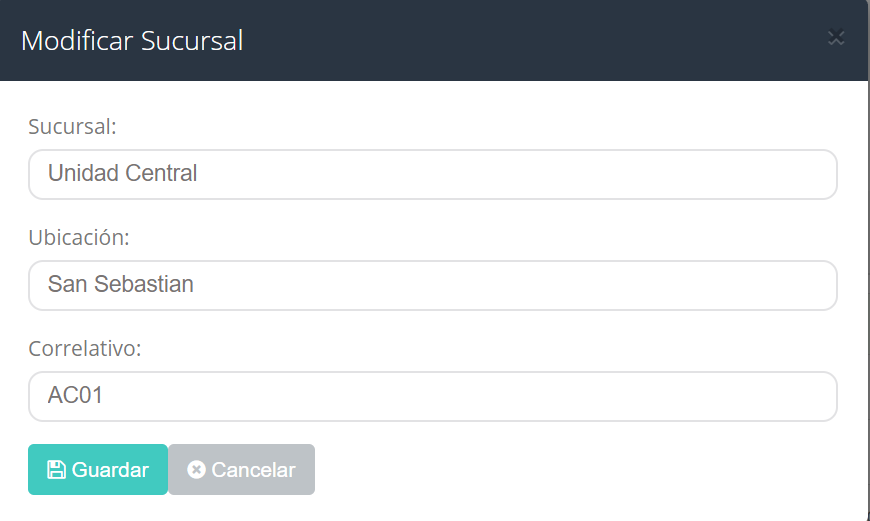 Modificar Sucursal
Sucursal:
Unidad Central
Ubicación:
San Sebastian
Correlativo:
AC01
Guardar Cancelar